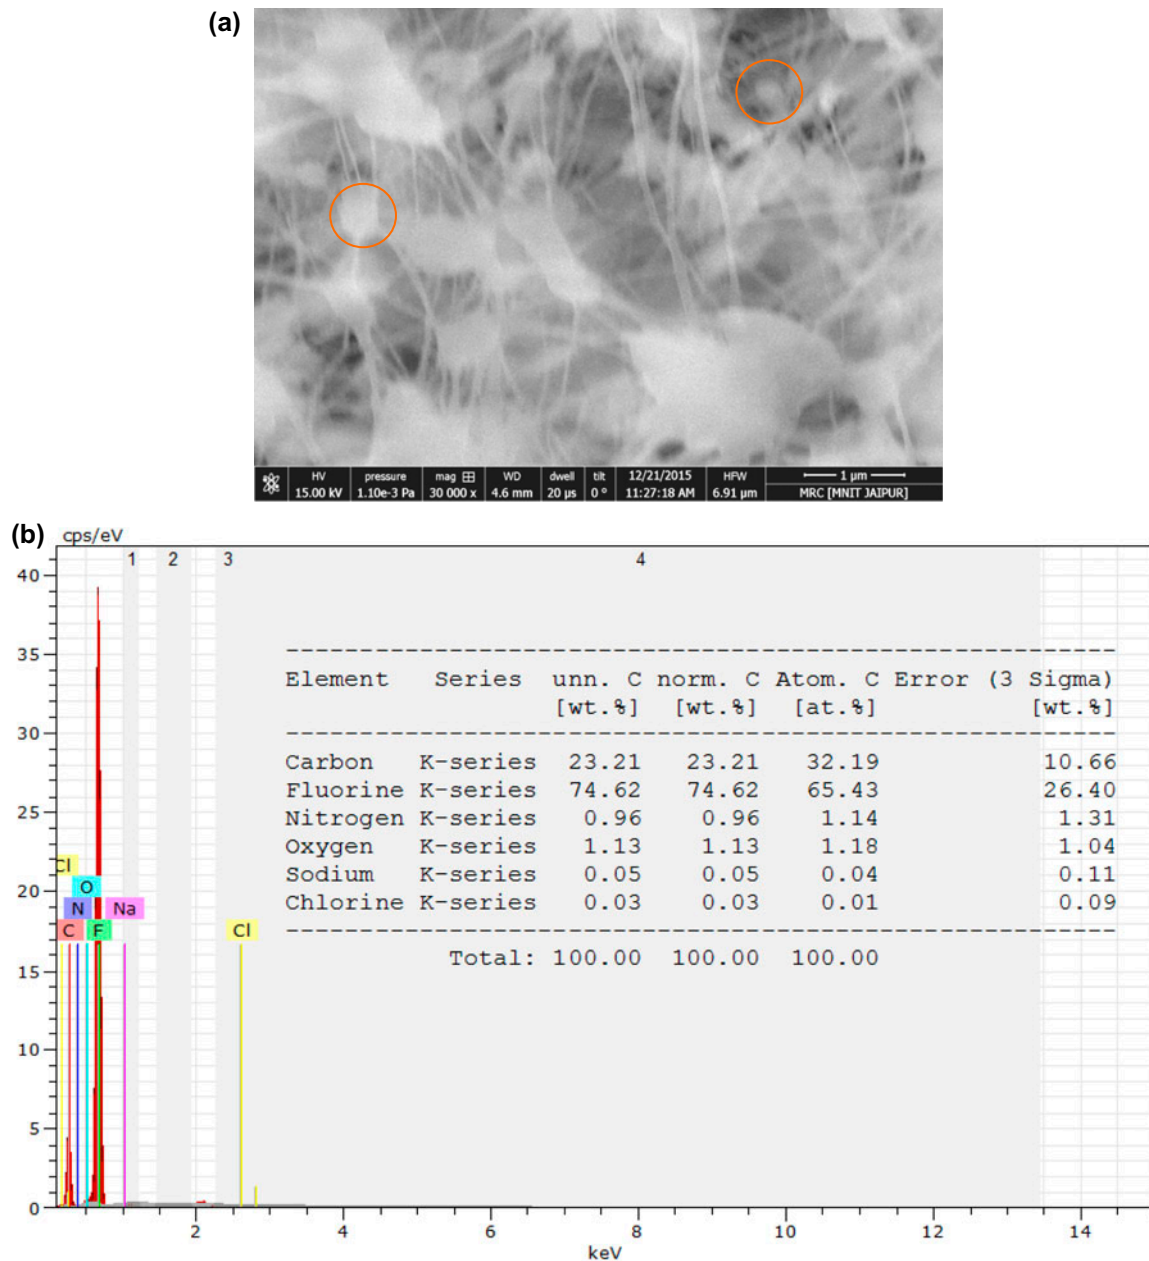 (a)
HV pressure mag ⊞ WD dwell tilt 12/21/2015 HFW 1 µm
15.00 kV 1.10e-3 Pa 30 000 x 4.6 mm 20 µs 0 ° 11:27:18 AM 6.91 µm MRC [MNIT JAIPUR]
(b)
cps/eV
1 2 3 4
40
35
30
25
20
15
10
5
0
Element Series unn. C norm. C Atom. C Error (3 Sigma)
[wt.%] [wt.%] [at.%] [wt.%]
Carbon K-series 23.21 23.21 32.19 10.66
Fluorine K-series 74.62 74.62 65.43 26.40
Nitrogen K-series 0.96 0.96 1.14 1.31
Oxygen K-series 1.13 1.13 1.18 1.04
Sodium K-series 0.05 0.05 0.04 0.11
Chlorine K-series 0.03 0.03 0.01 0.09
Total: 100.00 100.00 100.00
Cl
O
N Na
C F Cl
2 4 6 8 10 12 14
keV